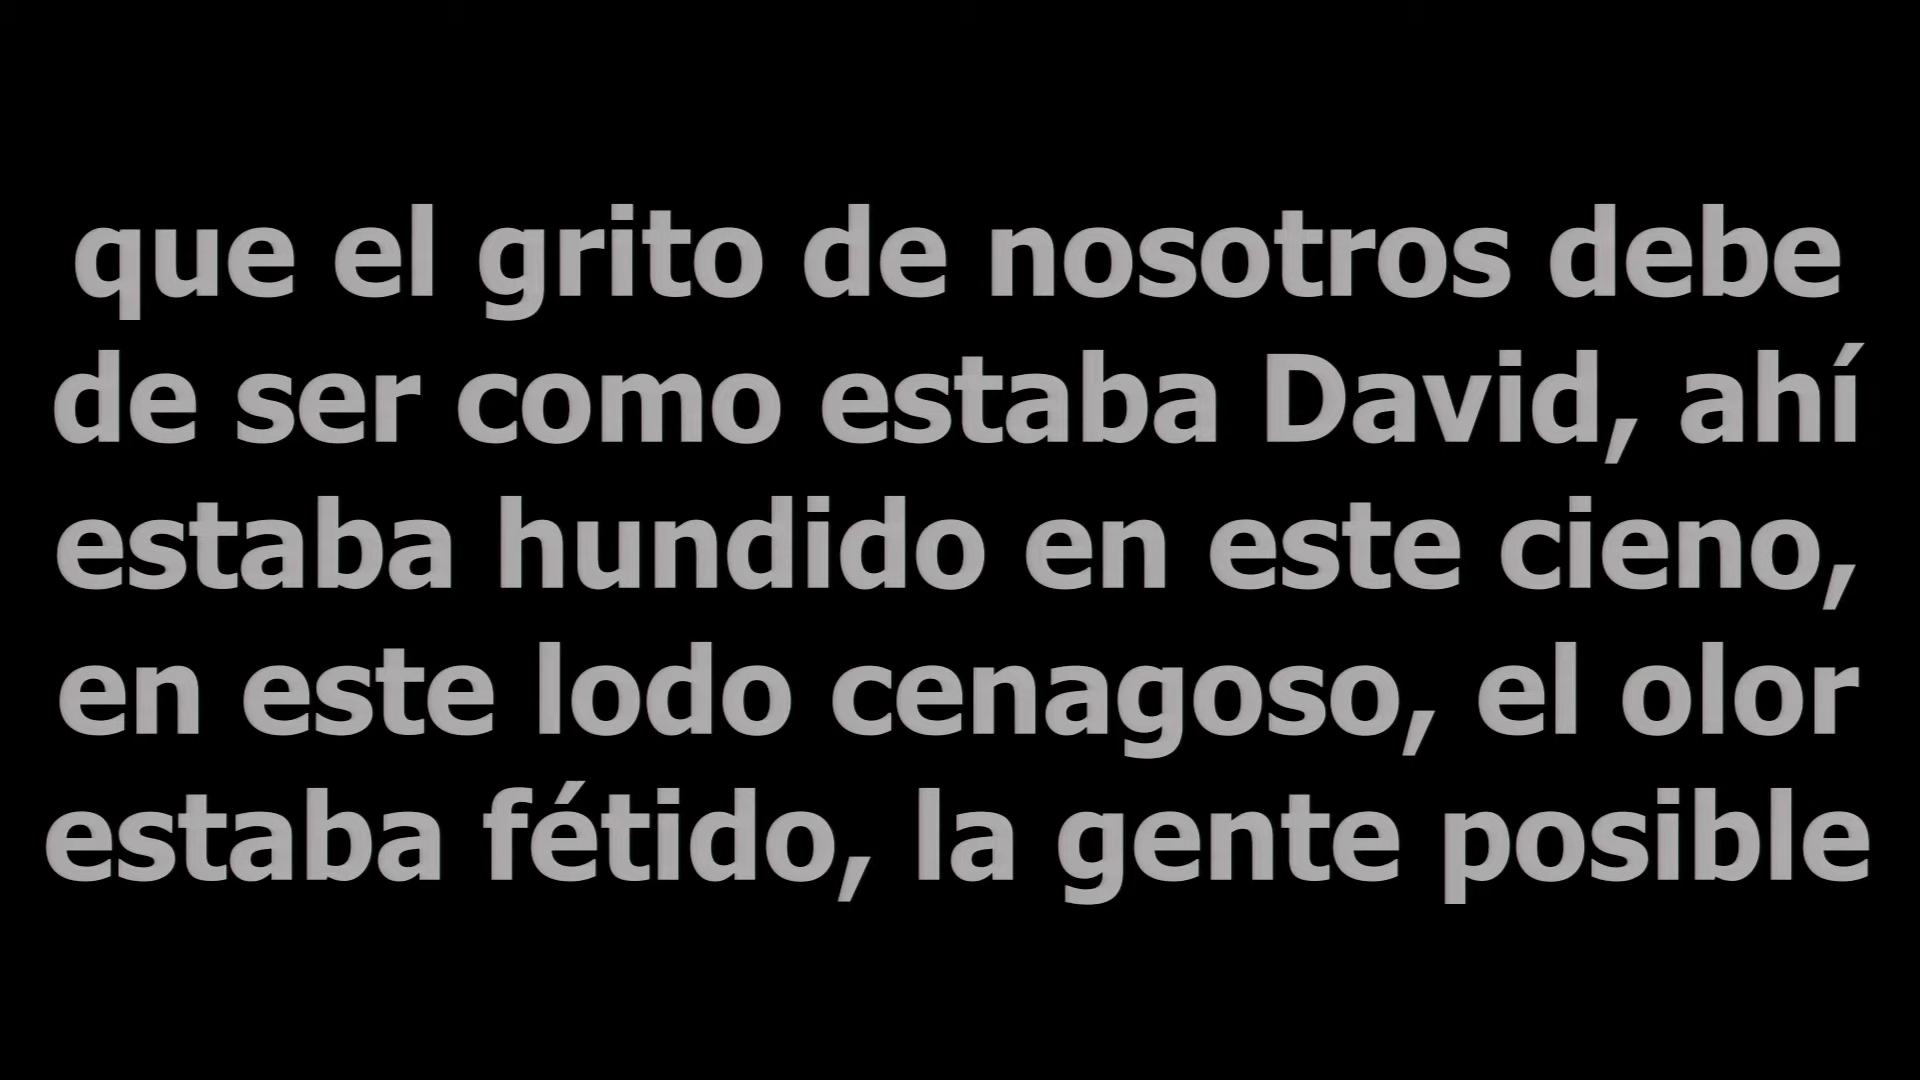 que el grito de nosotros debe
de ser como estaba David, ahí
estaba hundido en este cieno,
en este lodo cenagoso, el olor
estaba fétido, la gente posible